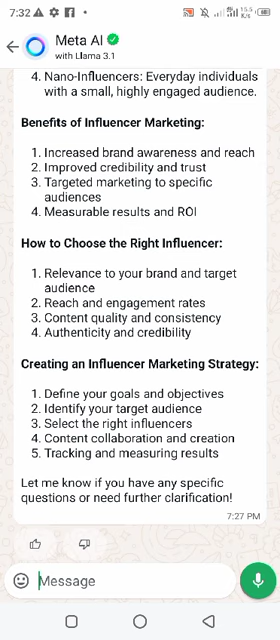 7:32
15.5
K/s
Meta AI
with Llama 3.1
4. Nano-Influencers: Everyday individuals
with a small, highly engaged audience.
Benefits of Influencer Marketing:
1. Increased brand awareness and reach
2. Improved credibility and trust
3. Targeted marketing to specific
audiences
4. Measurable results and ROI
How to Choose the Right Influencer:
1. Relevance to your brand and target
audience
2. Reach and engagement rates
3. Content quality and consistency
4. Authenticity and credibility
Creating an Influencer Marketing Strategy:
1. Define your goals and objectives
2. Identify your target audience
3. Select the right influencers
4. Content collaboration and creation
5. Tracking and measuring results
Let me know if you have any specific
questions or need further clarification!
7:27 PM
Message